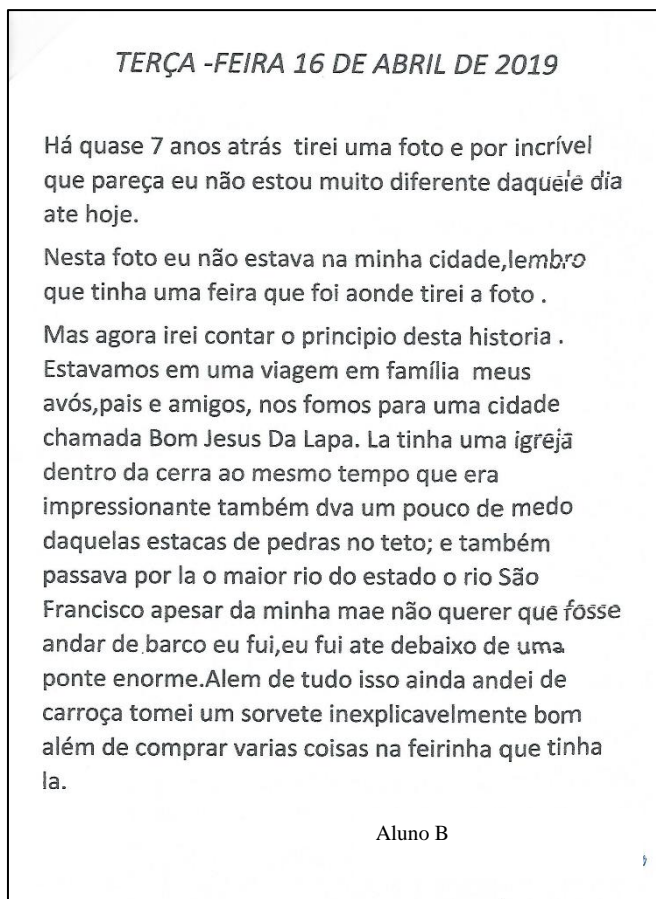 TERÇA -FEIRA 16 DE ABRIL DE 2019
Há quase 7 anos atrás  tirei uma foto e por incrível
que pareça eu não estou muito diferente daquele dia
ate hoje.
Nesta foto eu não estava na minha cidade,lembro
que tinha uma feira que foi aonde tirei a foto .
Mas agora irei contar o principio desta historia .
Estavamos em uma viagem em família  meus
avós,pais e amigos, nos fomos para uma cidade
chamada Bom Jesus Da Lapa. La tinha uma igreja
dentro da cerra ao mesmo tempo que era
impressionante também dva um pouco de medo
daquelas estacas de pedras no teto; e também
passava por la o maior rio do estado o rio São
Francisco apesar da minha mae não querer que fosse
andar de barco eu fui,eu fui ate debaixo de uma
ponte enorme.Alem de tudo isso ainda andei de
carroça tomei um sorvete inexplicavelmente bom
além de comprar varias coisas na feirinha que tinha
la.
Aluno B